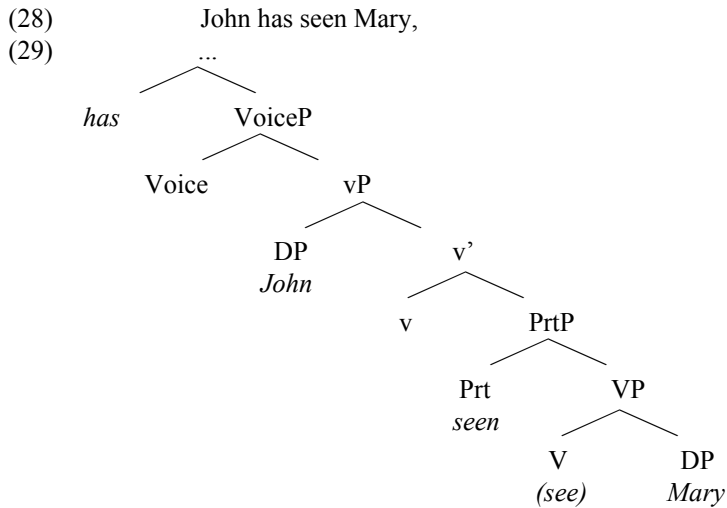 (28) John has seen Mary,
(29) ...
has VoiceP
Voice vP
DP v’
John
v PrtP
Prt VP
seen
V DP
(see) Mary